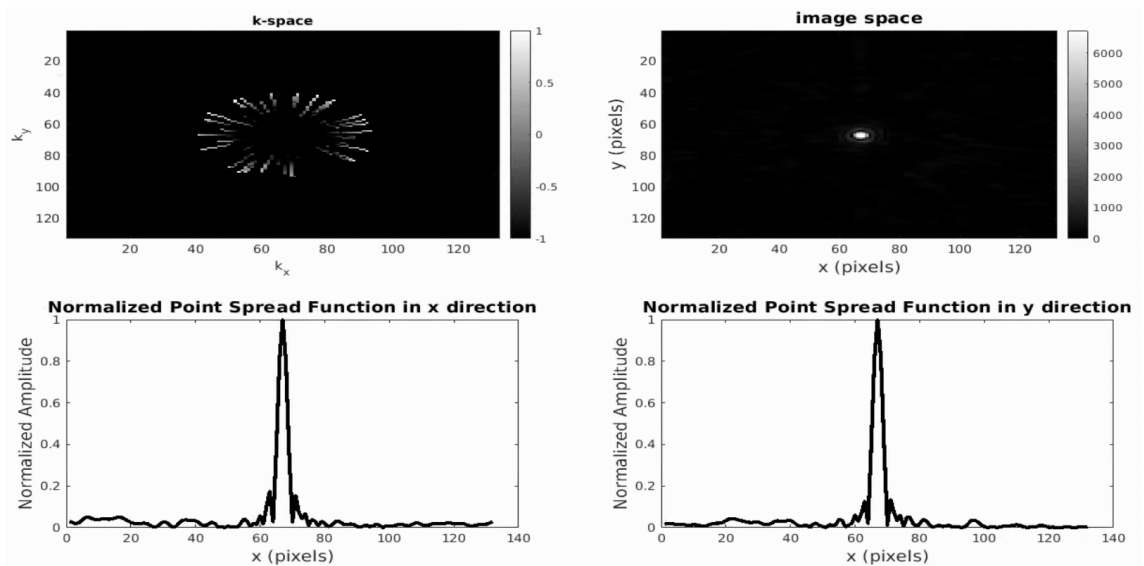 k-space
20
40
60
80
100
120
k_y
20 40 60 80 100 120
k_x
1
0.5
0
-0.5
-1
image space
20
40
60
80
100
120
y (pixels)
20 40 60 80 100 120
x (pixels)
6000
5000
4000
3000
2000
1000
0
Normalized Point Spread Function in x direction
1
0.8
0.6
0.4
0.2
0
Normalized Amplitude
0 20 40 60 80 100 120 140
x (pixels)
Normalized Point Spread Function in y direction
1
0.8
0.6
0.4
0.2
0
Normalized Amplitude
0 20 40 60 80 100 120 140
x (pixels)